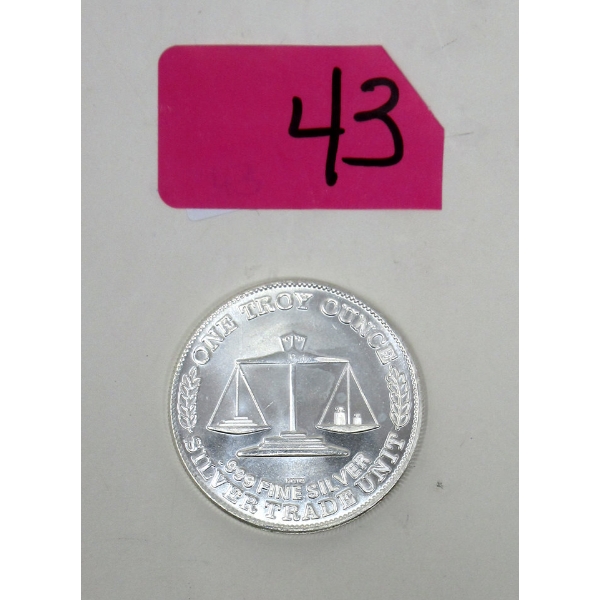 43
ONE TROY OUNCE
.999 FINE SILVER
SILVER TRADE UNIT